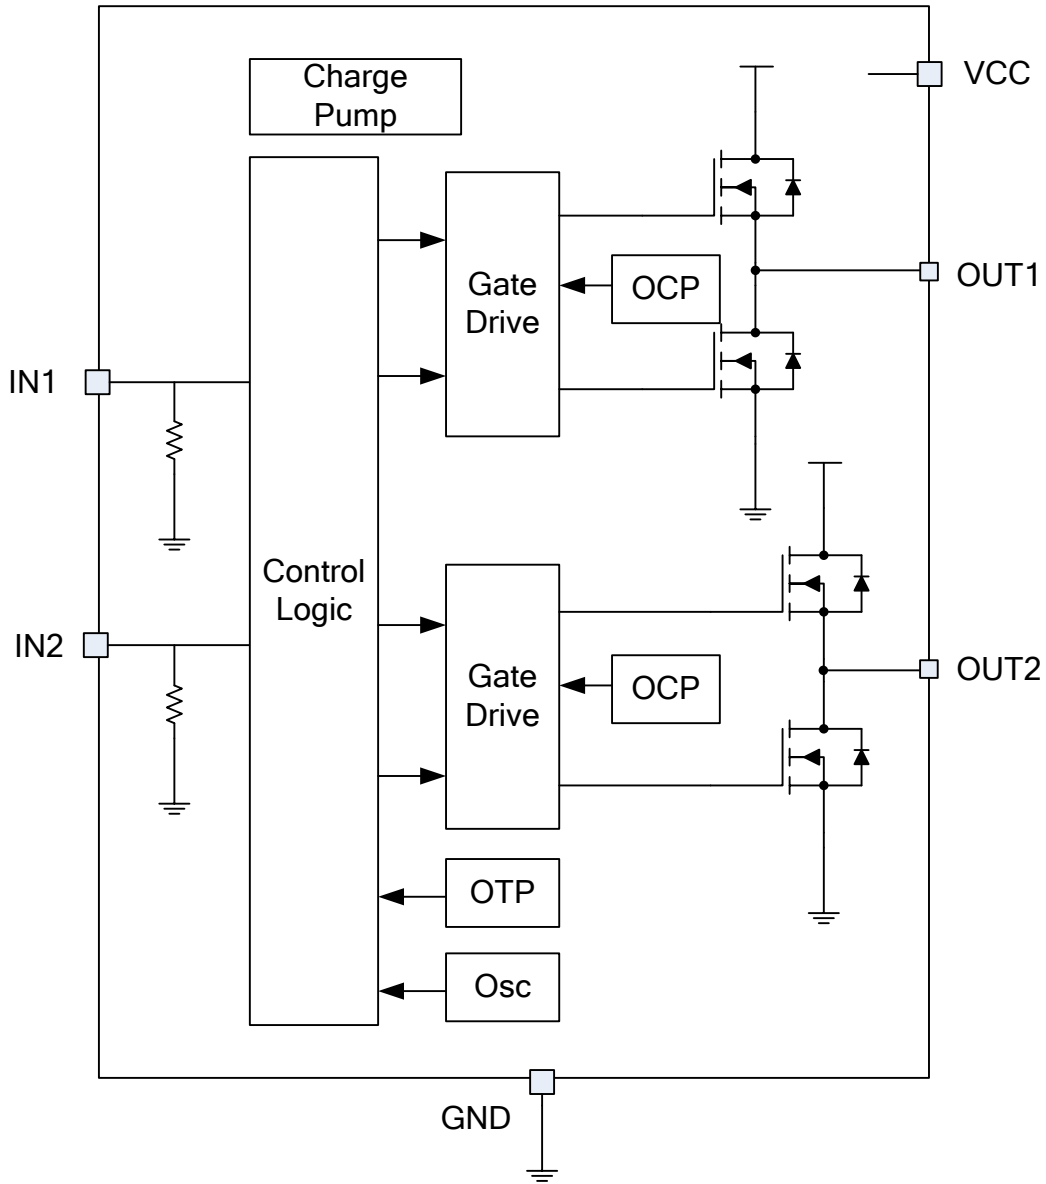 Charge
Pump
VCC
Gate
Drive
OCP
OUT1
IN1
Control
Logic
IN2
Gate
Drive
OCP
OUT2
OTP
Osc
GND